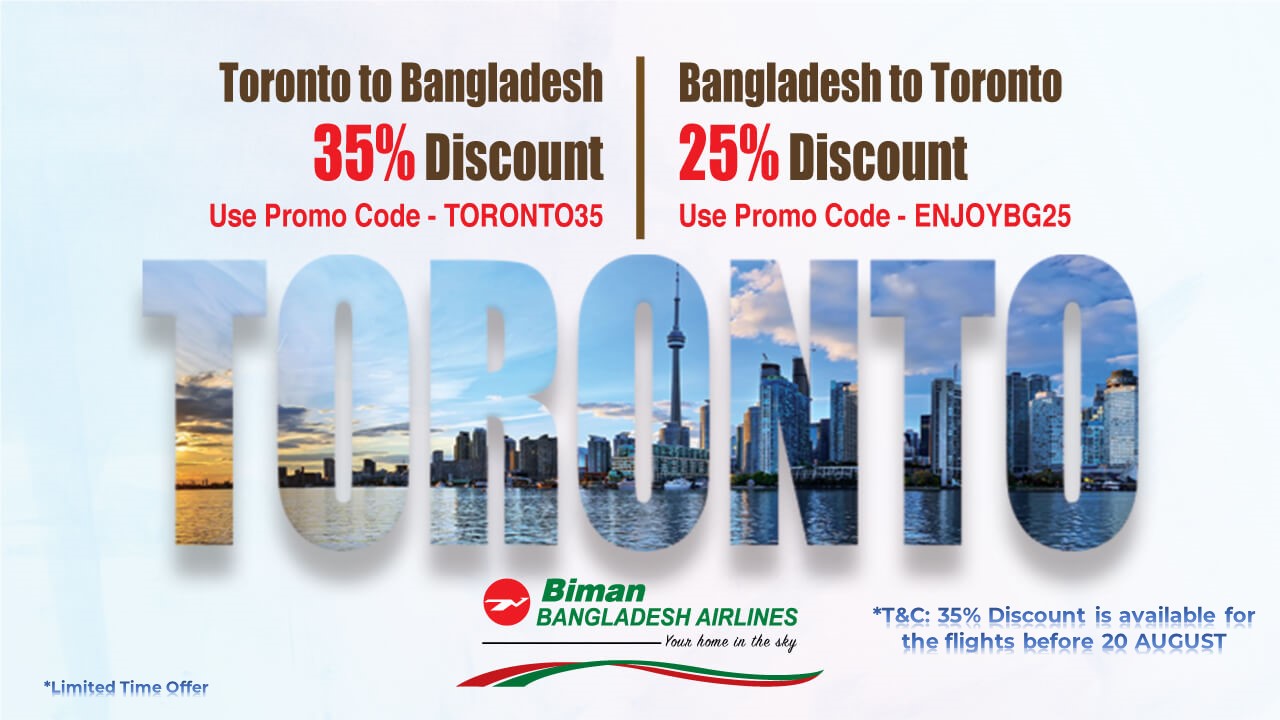 Toronto to Bangladesh
35% Discount
Use Promo Code - TORONTO35
Bangladesh to Toronto
25% Discount
Use Promo Code - ENJOYBG25
TORONTO
Biman
BANGLADESH AIRLINES
Your home in the sky
*T&C: 35% Discount is available for
the flights before 20 AUGUST
*Limited Time Offer